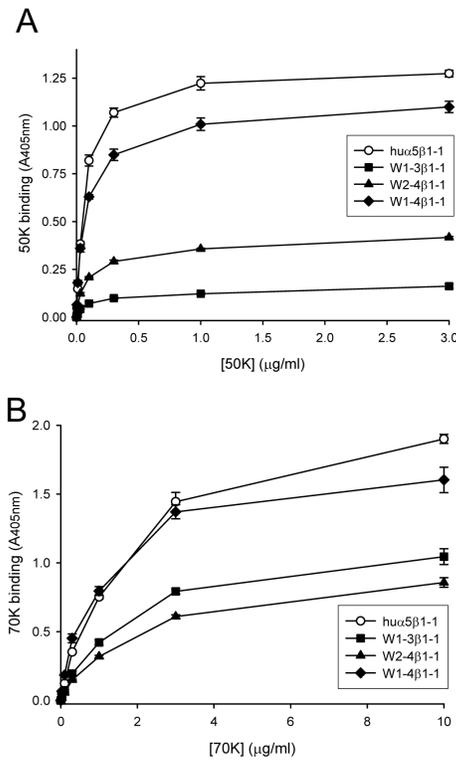 A
50K binding (A405nm)
1.25
1.00
0.75
0.50
0.25
0.00
huα5β1-1
W1-3β1-1
W2-4β1-1
W1-4β1-1
0.0 0.5 1.0 1.5 2.0 2.5 3.0
[50K] (μg/ml)
B
70K binding (A405nm)
2.0
1.5
1.0
0.5
0.0
huα5β1-1
W1-3β1-1
W2-4β1-1
W1-4β1-1
0 2 4 6 8 10
[70K] (μg/ml)